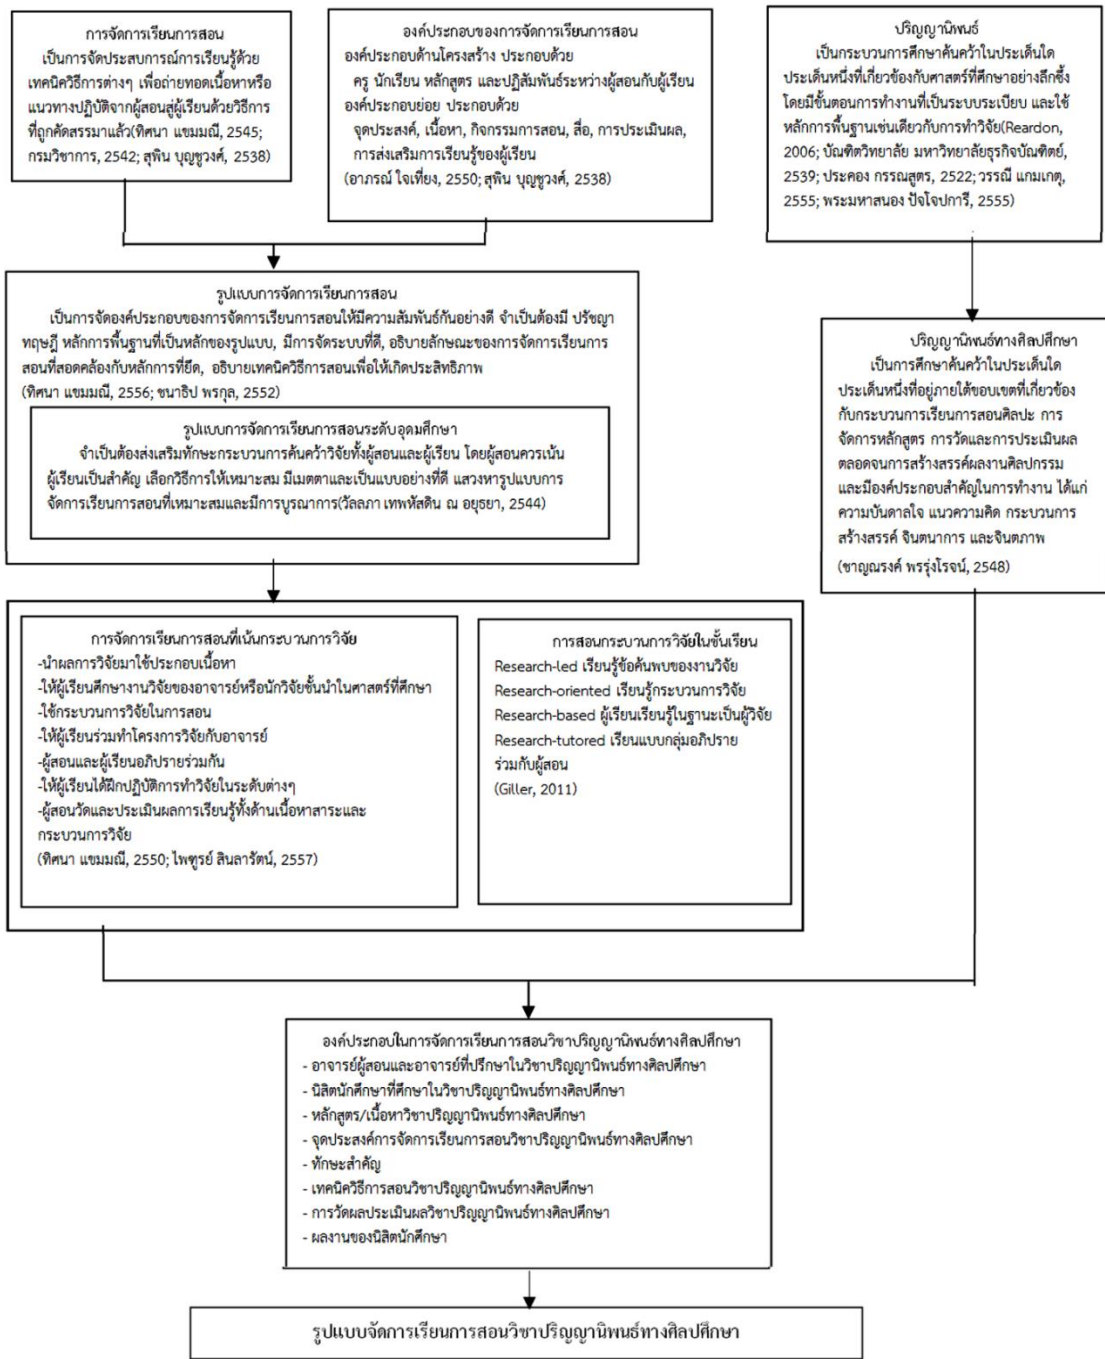 การจัดการเรียนการสอน
เป็นการจัดประสบการณ์การเรียนรู้ด้วย
เทคนิควิธีการต่างๆ เพื่อถ่ายทอดเนื้อหาหรือ
แนวทางปฏิบัติจากผู้สอนสู่ผู้เรียนด้วยวิธีการ
ที่ถูกคัดสรรมาแล้ว(ทิศนา แขมมณี, 2545;
กรมวิชาการ, 2542; สุพิน บุญชูวงศ์, 2538)
องค์ประกอบของการจัดการเรียนการสอน
องค์ประกอบด้านโครงสร้าง ประกอบด้วย
ครู นักเรียน หลักสูตร และปฏิสัมพันธ์ระหว่างผู้สอนกับผู้เรียน
องค์ประกอบย่อย ประกอบด้วย
จุดประสงค์, เนื้อหา, กิจกรรมการสอน, สื่อ, การประเมินผล,
การส่งเสริมการเรียนรู้ของผู้เรียน
(อาภรณ์ ใจเที่ยง, 2550; สุพิน บุญชูวงศ์, 2538)
ปริญญานิพนธ์
เป็นกระบวนการศึกษาค้นคว้าในประเด็นใด
ประเด็นหนึ่งที่เกี่ยวข้องกับศาสตร์ที่ศึกษาอย่างลึกซึ้ง
โดยมีขั้นตอนการทำงานที่เป็นระบบระเบียบ และใช้
หลักการพื้นฐานเช่นเดียวกับการทำวิจัย(Reardon,
2006; บัณฑิตวิทยาลัย มหาวิทยาลัยธุรกิจบัณฑิตย์,
2539; ประคอง กรรณสูตร, 2522; วรรณี แกมเกตุ,
2555; พระมหาสนอง ปัจโจปการี, 2555)
รูปแบบการจัดการเรียนการสอน
เป็นการจัดองค์ประกอบของการจัดการเรียนการสอนให้มีความสัมพันธ์กันอย่างดี จำเป็นต้องมี ปรัชญา
ทฤษฎี หลักการพื้นฐานที่เป็นหลักของรูปแบบ, มีการจัดระบบที่ดี, อธิบายลักษณะของการจัดการเรียนการ
สอนที่สอดคล้องกับหลักการที่ยึด, อธิบายเทคนิควิธีการสอนเพื่อให้เกิดประสิทธิภาพ
(ทิศนา แขมมณี, 2556; ชนาธิป พรกุล, 2552)
รูปแบบการจัดการเรียนการสอนระดับอุดมศึกษา
จำเป็นต้องส่งเสริมทักษะกระบวนการค้นคว้าวิจัยทั้งผู้สอนและผู้เรียน โดยผู้สอนควรเน้น
ผู้เรียนเป็นสำคัญ เลือกวิธีการให้เหมาะสม มีเมตตาและเป็นแบบอย่างที่ดี แสวงหารูปแบบการ
จัดการเรียนการสอนที่เหมาะสมและมีการบูรณาการ(วัลลภา เทพหัสดิน ณ อยุธยา, 2544)
ปริญญานิพนธ์ทางศิลปศึกษา
เป็นการศึกษาค้นคว้าในประเด็นใด
ประเด็นหนึ่งที่อยู่ภายใต้ขอบเขตที่เกี่ยวข้อง
กับกระบวนการเรียนการสอนศิลปะ การ
จัดการหลักสูตร การวัดและการประเมินผล
ตลอดจนการสร้างสรรค์ผลงานศิลปกรรม
และมีองค์ประกอบสำคัญในการทำงาน ได้แก่
ความบันดาลใจ แนวความคิด กระบวนการ
สร้างสรรค์ จินตนาการ และจินตภาพ
(ชาญณรงค์ พรรุ่งโรจน์, 2548)
การจัดการเรียนการสอนที่เน้นกระบวนการวิจัย
-นำผลการวิจัยมาใช้ประกอบเนื้อหา
-ให้ผู้เรียนศึกษางานวิจัยของอาจารย์หรือนักวิจัยชั้นนำในศาสตร์ที่ศึกษา
-ใช้กระบวนการวิจัยในการสอน
-ให้ผู้เรียนร่วมทำโครงการวิจัยกับอาจารย์
-ผู้สอนและผู้เรียนอภิปรายร่วมกัน
-ให้ผู้เรียนได้ฝึกปฏิบัติการทำวิจัยในระดับต่างๆ
-ผู้สอนวัดและประเมินผลการเรียนรู้ทั้งด้านเนื้อหาสาระและ
กระบวนการวิจัย
(ทิศนา แขมมณี, 2550; ไพฑูรย์ สินลารัตน์, 2557)
การสอนกระบวนการวิจัยในชั้นเรียน
Research-led เรียนรู้ข้อค้นพบของงานวิจัย
Research-oriented เรียนรู้กระบวนการวิจัย
Research-based ผู้เรียนเรียนรู้ในฐานะเป็นผู้วิจัย
Research-tutored เรียนแบบกลุ่มอภิปราย
ร่วมกับผู้สอน
(Giller, 2011)
องค์ประกอบในการจัดการเรียนการสอนวิชาปริญญานิพนธ์ทางศิลปศึกษา
- อาจารย์ผู้สอนและอาจารย์ที่ปรึกษาในวิชาปริญญานิพนธ์ทางศิลปศึกษา
- นิสิตนักศึกษาที่ศึกษาในวิชาปริญญานิพนธ์ทางศิลปศึกษา
- หลักสูตร/เนื้อหาวิชาปริญญานิพนธ์ทางศิลปศึกษา
- จุดประสงค์การจัดการเรียนการสอนวิชาปริญญานิพนธ์ทางศิลปศึกษา
- ทักษะสำคัญ
- เทคนิควิธีการสอนวิชาปริญญานิพนธ์ทางศิลปศึกษา
- การวัดผลประเมินผลวิชาปริญญานิพนธ์ทางศิลปศึกษา
- ผลงานของนิสิตนักศึกษา
รูปแบบจัดการเรียนการสอนวิชาปริญญานิพนธ์ทางศิลปศึกษา